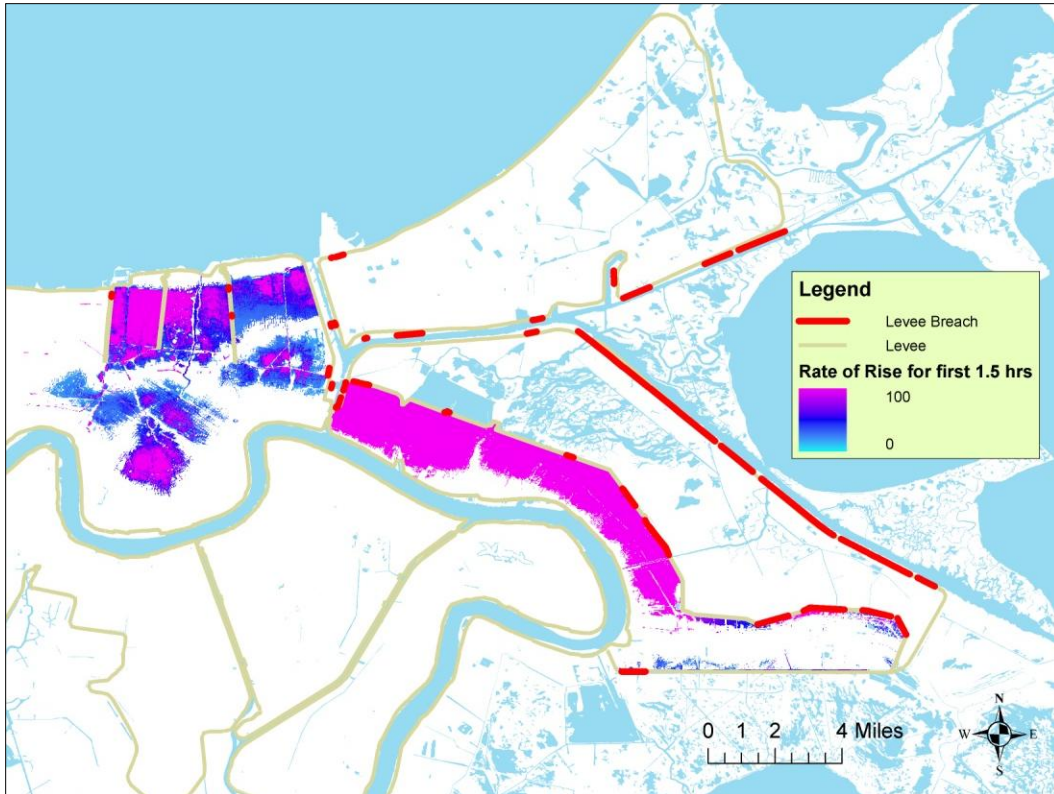 Legend
Levee Breach
Levee
Rate of Rise for first 1.5 hrs
100
0
0 1 2 4 Miles
N
W E
S